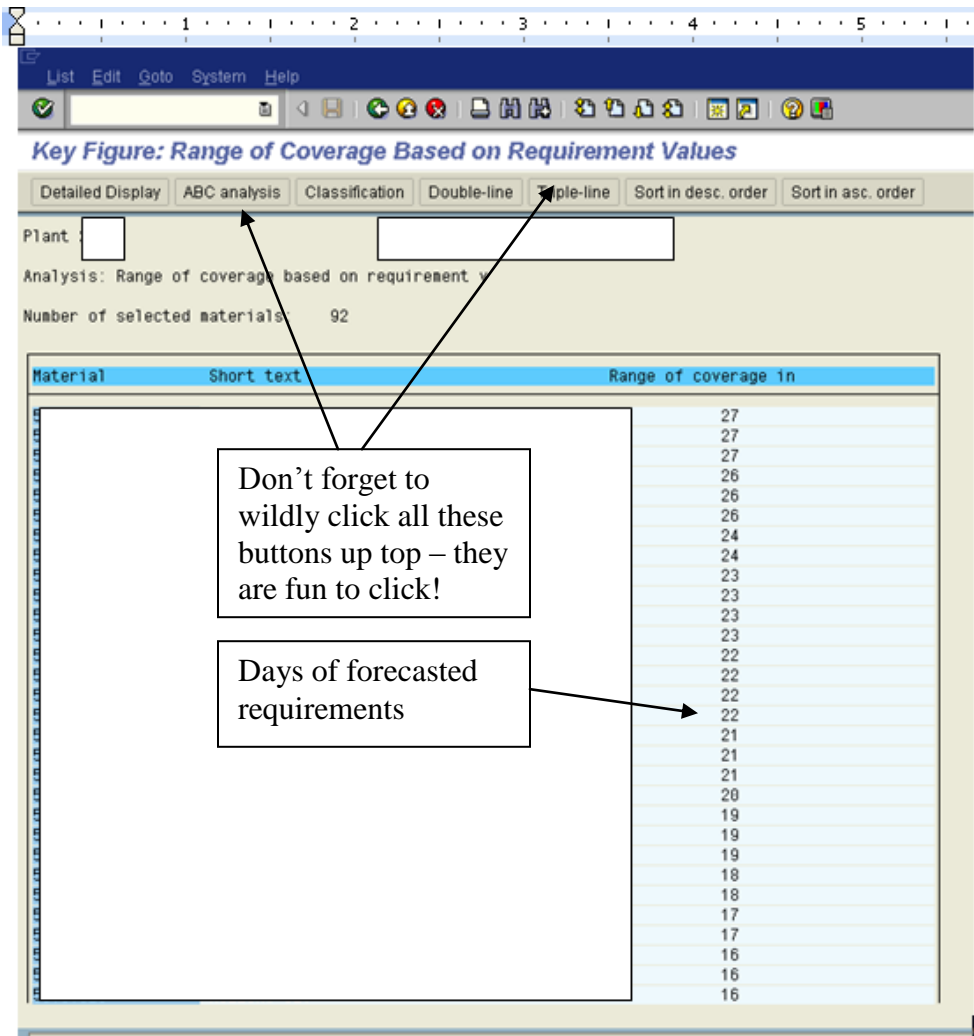 1 2 3 4 5
List Edit Goto System Help
Key Figure: Range of Coverage Based on Requirement Values
Detailed Display ABC analysis Classification Double-line Triple-line Sort in desc. order Sort in asc. order
Plant :
Analysis: Range of coverage based on requirement v
Number of selected materials: 92
Material Short text Range of coverage in
27
27
27
26
26
26
24
24
23
23
23
23
22
22
22
22
21
21
21
20
19
19
19
18
18
17
17
16
16
16
Don’t forget to
wildly click all these
buttons up top – they
are fun to click!
Days of forecasted
requirements